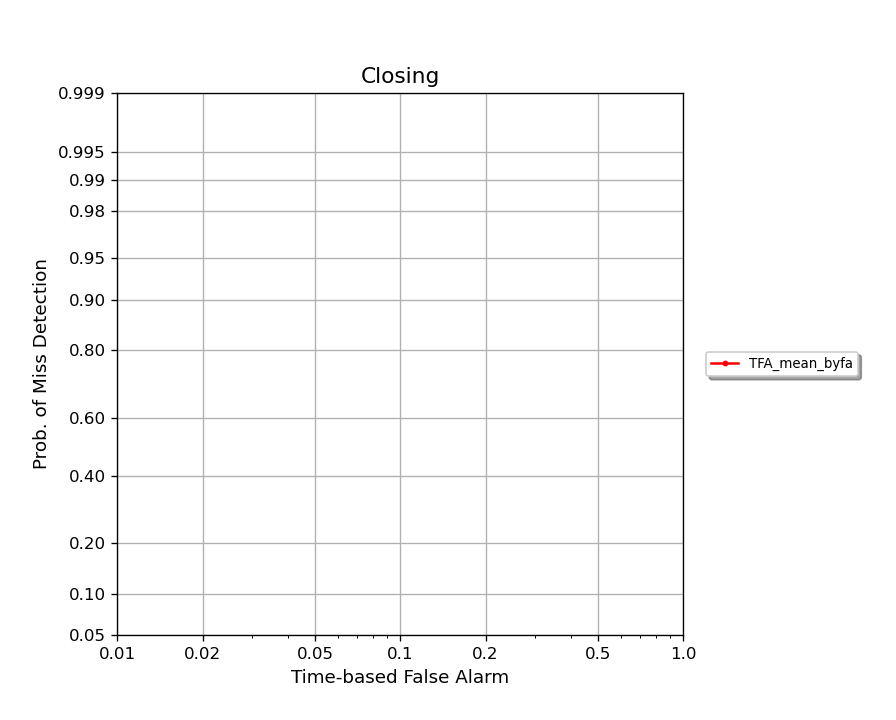 Closing
0.999
0.995
0.99
0.98
0.95
0.90
0.80
0.60
0.40
0.20
0.10
0.05
Prob. of Miss Detection
0.01 0.02 0.05 0.1 0.2 0.5 1.0
Time-based False Alarm
TFA_mean_byfa